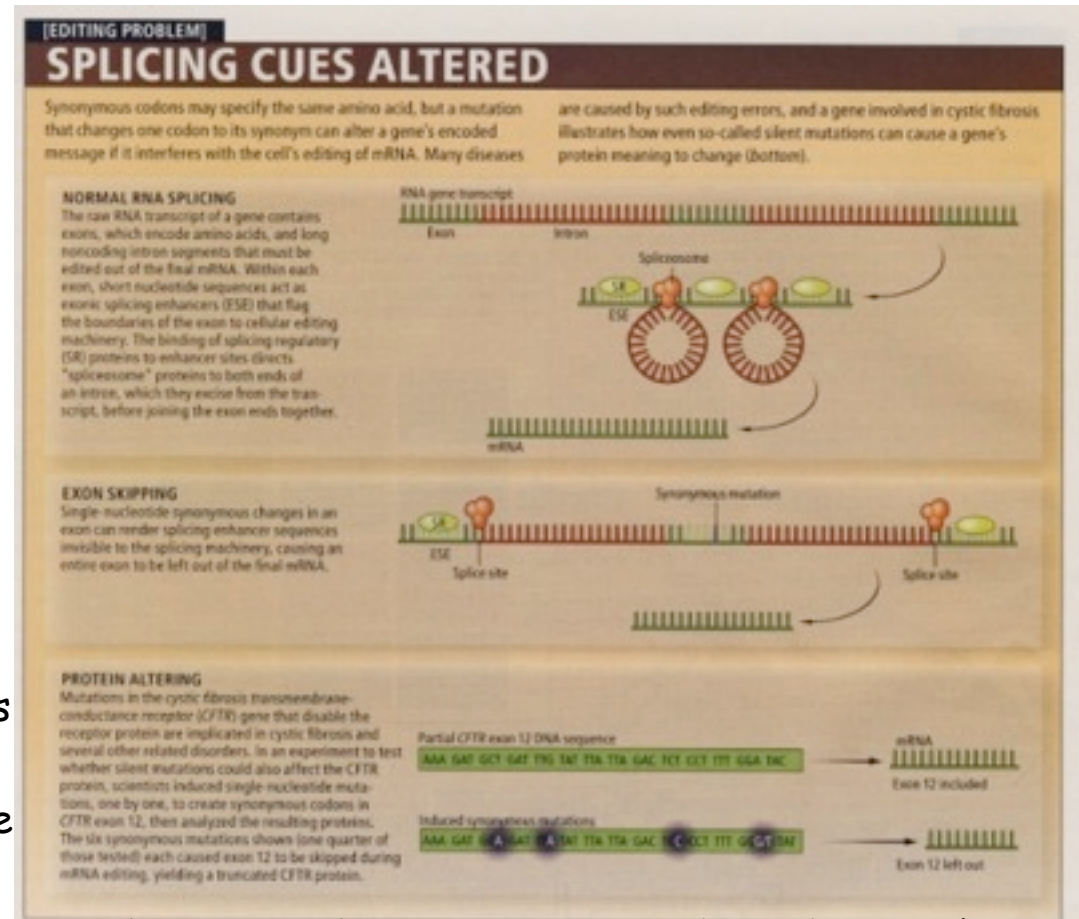 [EDITING PROBLEM]
SPLICING CUES ALTERED
Synonymous codons may specify the same amino acid, but a mutation
that changes one codon to its synonym can alter a gene's encoded
message if it interferes with the cell's editing of mRNA. Many diseases
are caused by such editing errors, and a gene involved in cystic fibrosis
illustrates how even so-called silent mutations can cause a gene's
protein meaning to change (bottom).
NORMAL RNA SPLICING
The raw RNA transcript of a gene contains
exons, which encode amino acids, and long
noncoding intron segments that must be
edited out of the final mRNA. Within each
exon, short nucleotide sequences act as
exonic splicing enhancers (ESE) that flag
the boundaries of the exon to cellular editing
machinery. The binding of splicing regulatory
(SR) proteins to enhancer sites directs
"spliceosome" proteins to both ends of
an intron, which they excise from the tran-
script, before joining the exon ends together.
RNA gene transcript
Exon
Intron
Spliceosome
SR
ESE
mRNA
EXON SKIPPING
Single-nucleotide synonymous changes in an
exon can render splicing enhancer sequences
invisible to the splicing machinery, causing an
entire exon to be left out of the final mRNA.
Synonymous mutation
SR
ESE
Splice site
Splice site
PROTEIN ALTERING
Mutations in the cystic fibrosis transmembrane-
conductance receptor (CFTR) gene that disable the
receptor protein are implicated in cystic fibrosis and
several other related disorders. In an experiment to test
whether silent mutations could also affect the CFTR
protein, scientists induced single-nucleotide muta-
tions, one by one, to create synonymous codons in
CFTR exon 12, then analyzed the resulting proteins.
The six synonymous mutations shown (one quarter of
those tested) each caused exon 12 to be skipped during
mRNA editing, yielding a truncated CFTR protein.
Partial CFTR exon 12 DNA sequence
AAA GAT GCT GAT TTG TAT TTA TTA GAC TCT CCT TTT GGA TAC
mRNA
Exon 12 included
Induced synonymous mutations
AAA GAT GCA GAT TTA TAT TTA TTA GAC CCT TTT G/T TAT
Exon 12 left out
s
e